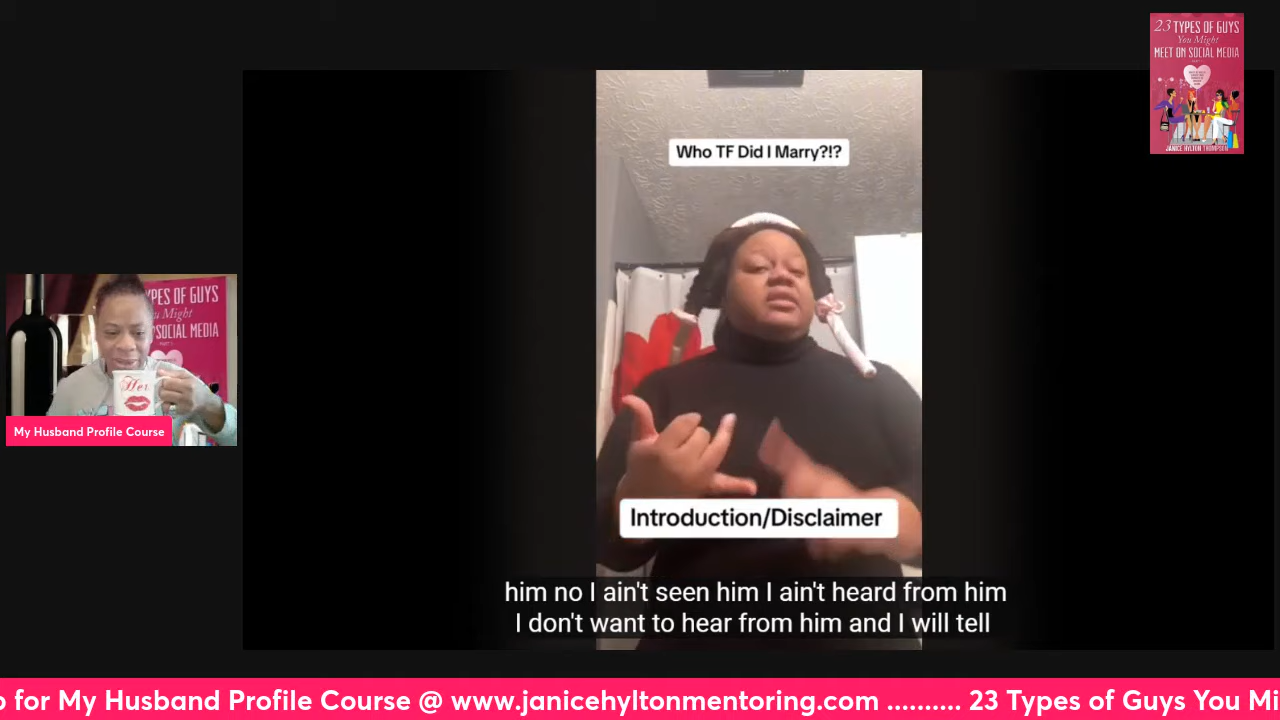 23 TYPES OF GUYS
You Might
MEET ON SOCIAL MEDIA
JANICE HYLTON THOMPSON
Who TF Did I Marry?!?
YPES OF GUYS
You Might
SOCIAL MEDIA
PART 1
Her
My Husband Profile Course
Introduction/Disclaimer
him no I ain't seen him I ain't heard from him
I don't want to hear from him and I will tell
for My Husband Profile Course @ www.janicehyltonmentoring.com .......... 23 Types of Guys You Mi